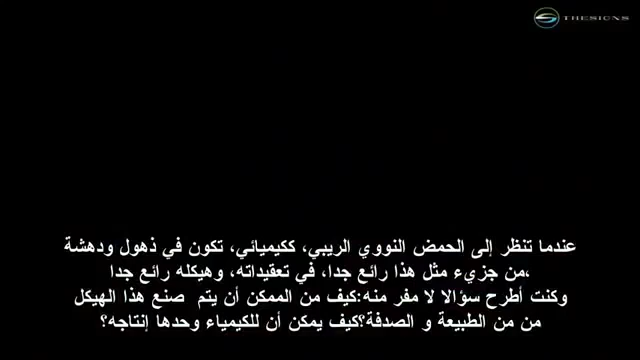 THESIGNS
عندما تنظر إلى الحمض النووي الريبي، ككيميائي، تكون في ذهول ودهشة
،من جزيء مثل هذا رائع جدا، في تعقيداته، وهيكله رائع جدا
وكنت أطرح سؤالا لا مفر منه:كيف من الممكن أن يتم صنع هذا الهيكل
من من الطبيعة و الصدفة؟كيف يمكن أن للكيمياء وحدها إنتاجه؟